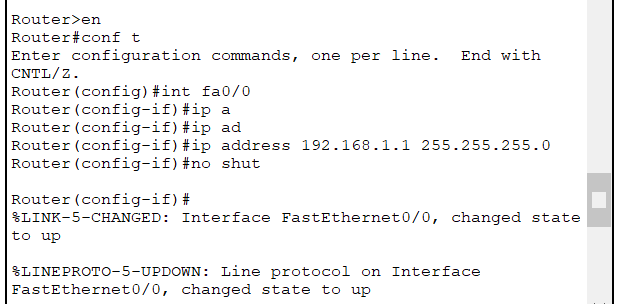 Router>en
Router#conf t
Enter configuration commands, one per line.  End with
CNTL/Z.
Router(config)#int fa0/0
Router(config-if)#ip a
Router(config-if)#ip ad
Router(config-if)#ip address 192.168.1.1 255.255.255.0
Router(config-if)#no shut
Router(config-if)#
%LINK-5-CHANGED: Interface FastEthernet0/0, changed state
to up
%LINEPROTO-5-UPDOWN: Line protocol on Interface
FastEthernet0/0, changed state to up